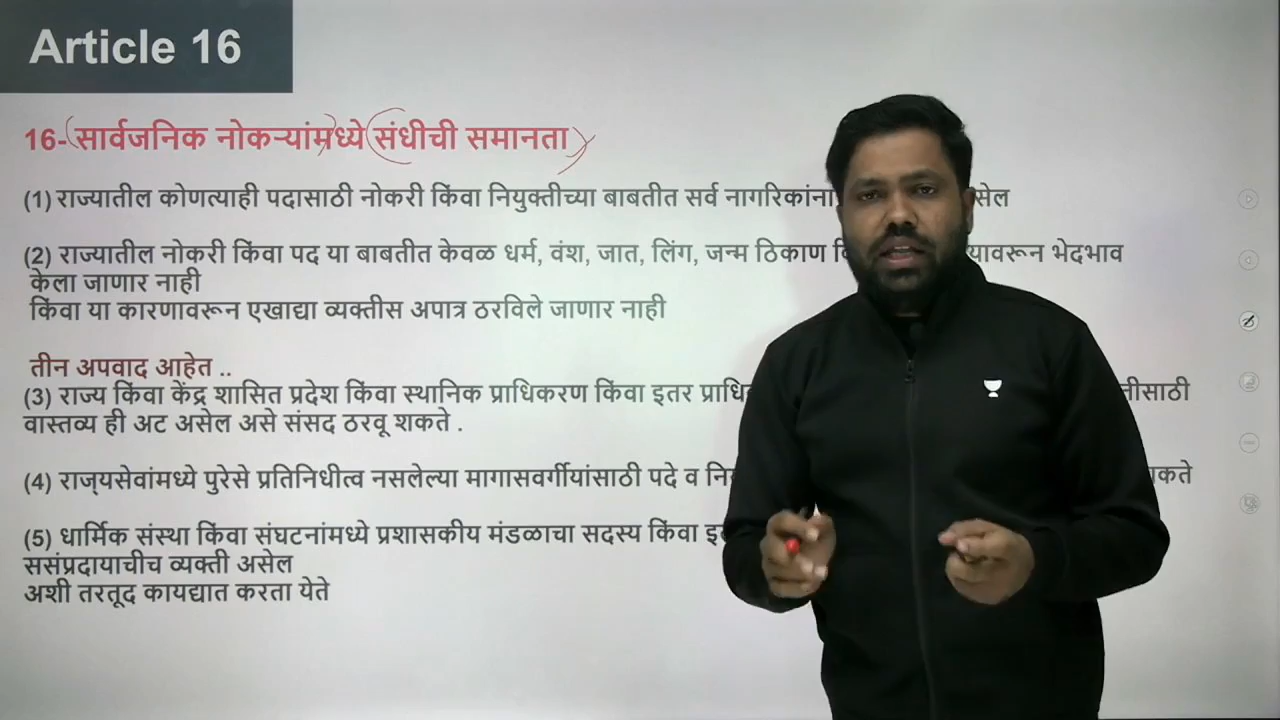 Article 16
16- सार्वजनिक नोकऱ्यांमध्ये संधीची समानता
(1) राज्यातील कोणत्याही पदासाठी नोकरी किंवा नियुक्तीच्या बाबतीत सर्व नागरिकांना सेल
(2) राज्यातील नोकरी किंवा पद या बाबतीत केवळ धर्म, वंश, जात, लिंग, जन्म ठिकाण यावरून भेदभाव
केला जाणार नाही
किंवा या कारणावरून एखाद्या व्यक्तीस अपात्र ठरविले जाणार नाही
तीन अपवाद आहेत ..
(3) राज्य किंवा केंद्र शासित प्रदेश किंवा स्थानिक प्राधिकरण किंवा इतर
वास्तव्य ही अट असेल असे संसद ठरवू शकते .
(4) राज्यसेवांमध्ये पुरेसे प्रतिनिधीत्व नसलेल्या मागासवर्गीयांसाठी पदे व
(5) धार्मिक संस्था किंवा संघटनांमध्ये प्रशासकीय मंडळाचा सदस्य किंवा
ससंप्रदायाचीच व्यक्ती असेल
अशी तरतूद कायद्यात करता येते